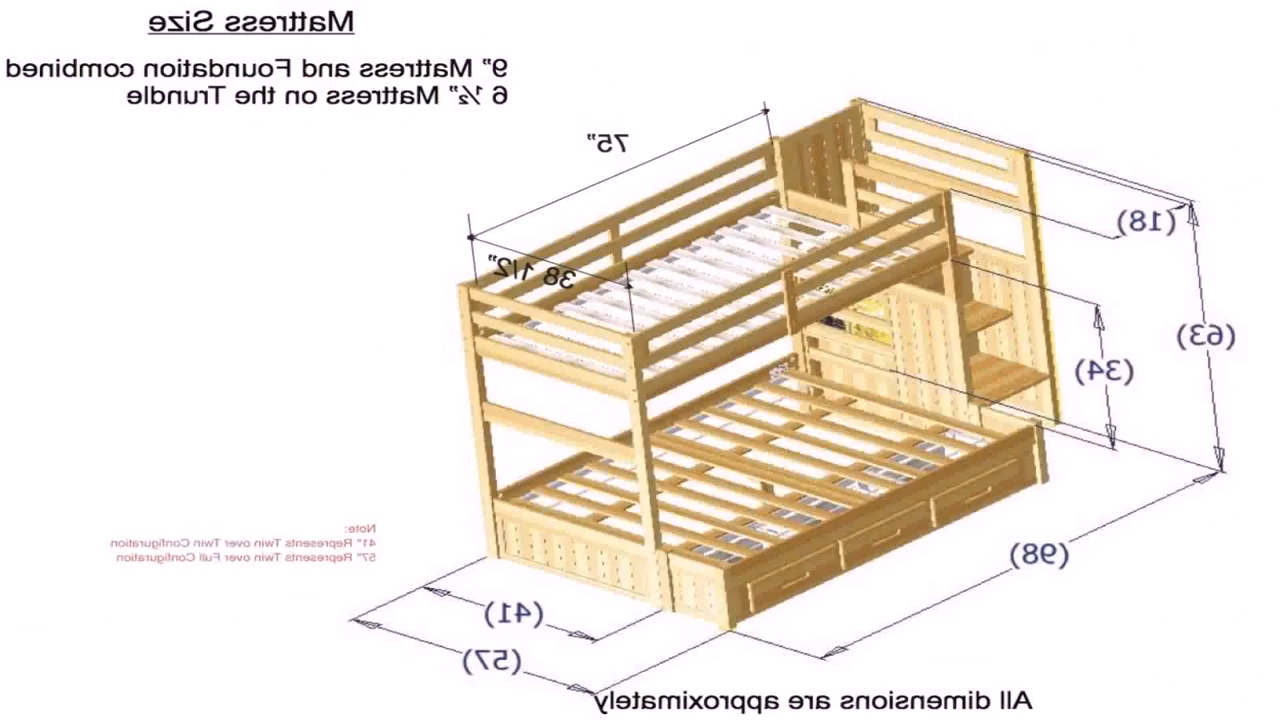 Mattress Size
9" Mattress and Foundation combined
6 ½" Mattress on the Trundle
75"
38 1/2"
(18)
(63)
(34)
(98)
(41)
(57)
Note:
41" Represents Twin over Twin Configuration
57" Represents Twin over Full Configuration
All dimensions are approximately